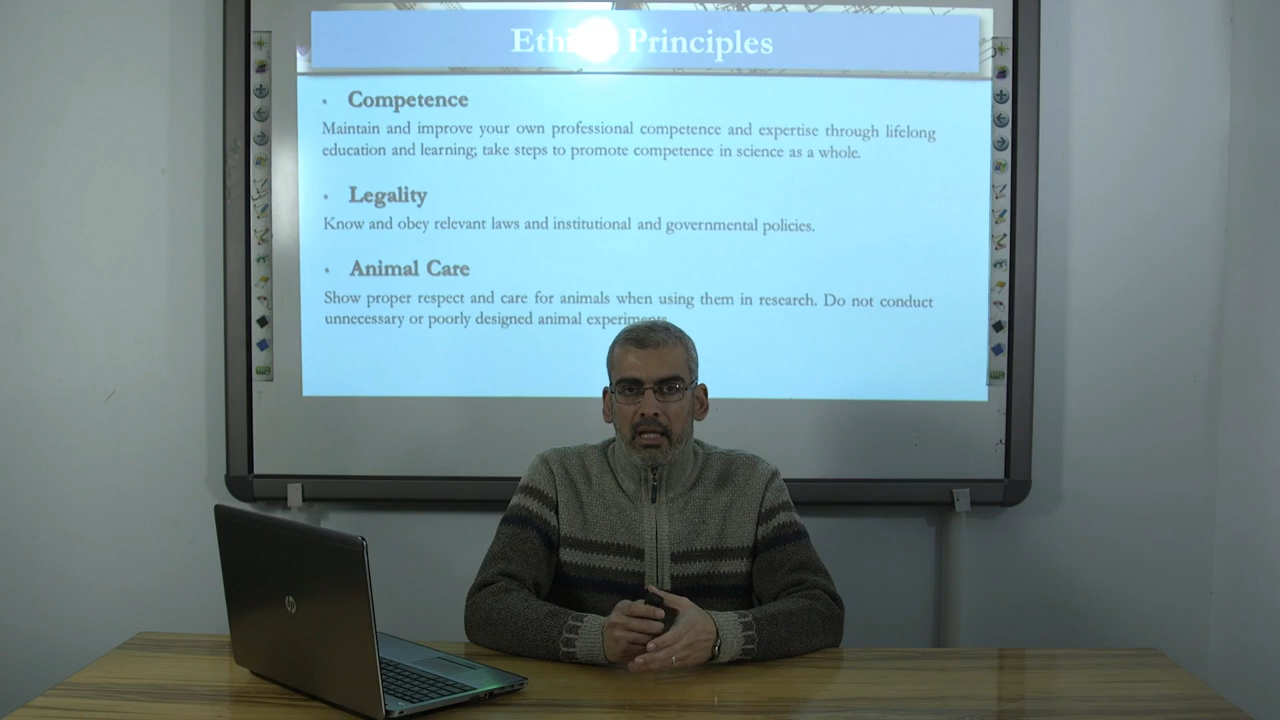 Ethi Principles
• Competence
Maintain and improve your own professional competence and expertise through lifelong
education and learning; take steps to promote competence in science as a whole.
• Legality
Know and obey relevant laws and institutional and governmental policies.
• Animal Care
Show proper respect and care for animals when using them in research. Do not conduct
unnecessary or poorly designed animal experiments.
hp